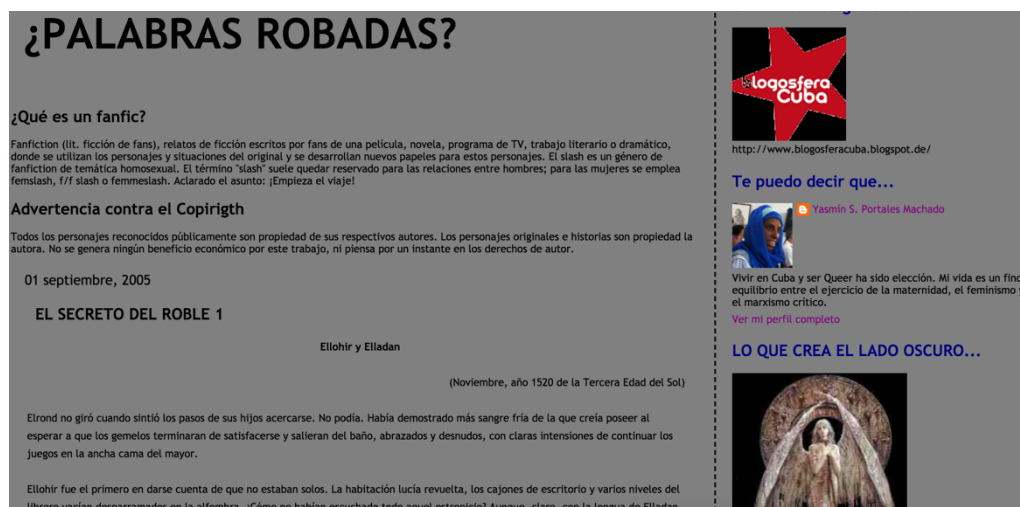 ¿PALABRAS ROBADAS?
¿Qué es un fanfic?
Fanfiction (lit. ficción de fans), relatos de ficción escritos por fans de una película, novela, programa de TV, trabajo literario o dramático,
donde se utilizan los personajes y situaciones del original y se desarrollan nuevos papeles para estos personajes. El slash es un género de
fanfiction de temática homosexual. El término "slash" suele quedar reservado para las relaciones entre hombres; para las mujeres se emplea
femslash, f/f slash o femmeslash. Aclarado el asunto: ¡Empieza el viaje!
Advertencia contra el Copirigth
Todos los personajes reconocidos públicamente son propiedad de sus respectivos autores. Los personajes originales e historias son propiedad la
autora. No se genera ningún beneficio económico por este trabajo, ni piensa por un instante en los derechos de autor.
01 septiembre, 2005
EL SECRETO DEL ROBLE 1
Ellohir y Elladan
(Noviembre, año 1520 de la Tercera Edad del Sol)
Elrond no giró cuando sintió los pasos de sus hijos acercarse. No podía. Había demostrado más sangre fría de la que creía poseer al
esperar a que los gemelos terminaran de satisfacerse y salieran del baño, abrazados y desnudos, con claras intensiones de continuar los
juegos en la ancha cama del mayor.
Ellohir fue el primero en darse cuenta de que no estaban solos. La habitación lucía revuelta, los cajones de escritorio y varios niveles del
blogosfera
Cuba
http://www.blogosferacuba.blogspot.de/
Te puedo decir que...
Yasmín S. Portales Machado
Vivir en Cuba y ser Queer ha sido elección. Mi vida es un fino
equilibrio entre el ejercicio de la maternidad, el feminismo y
el marxismo crítico.
Ver mi perfil completo
LO QUE CREA EL LADO OSCURO...